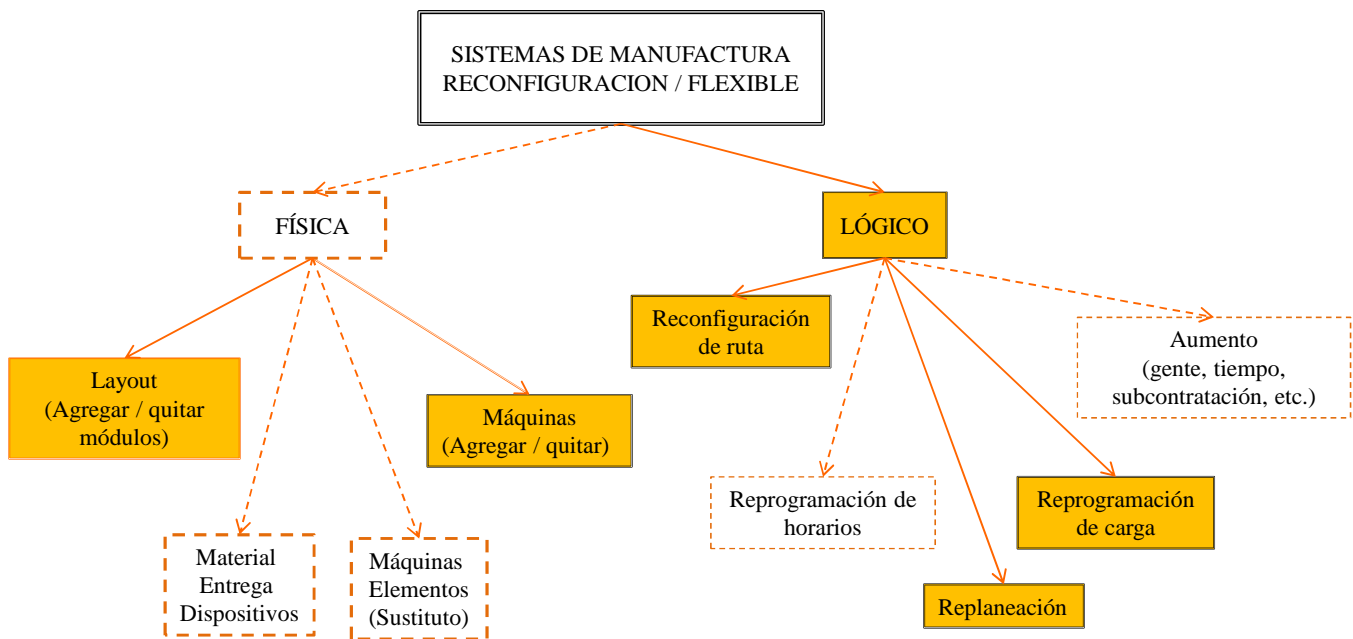 SISTEMAS DE MANUFACTURA
RECONFIGURACION / FLEXIBLE
FÍSICA
LÓGICO
Layout
(Agregar / quitar
módulos)
Máquinas
(Agregar / quitar)
Material
Entrega
Dispositivos
Máquinas
Elementos
(Sustituto)
Reconfiguración
de ruta
Aumento
(gente, tiempo,
subcontratación, etc.)
Reprogramación de
horarios
Reprogramación
de carga
Replaneación